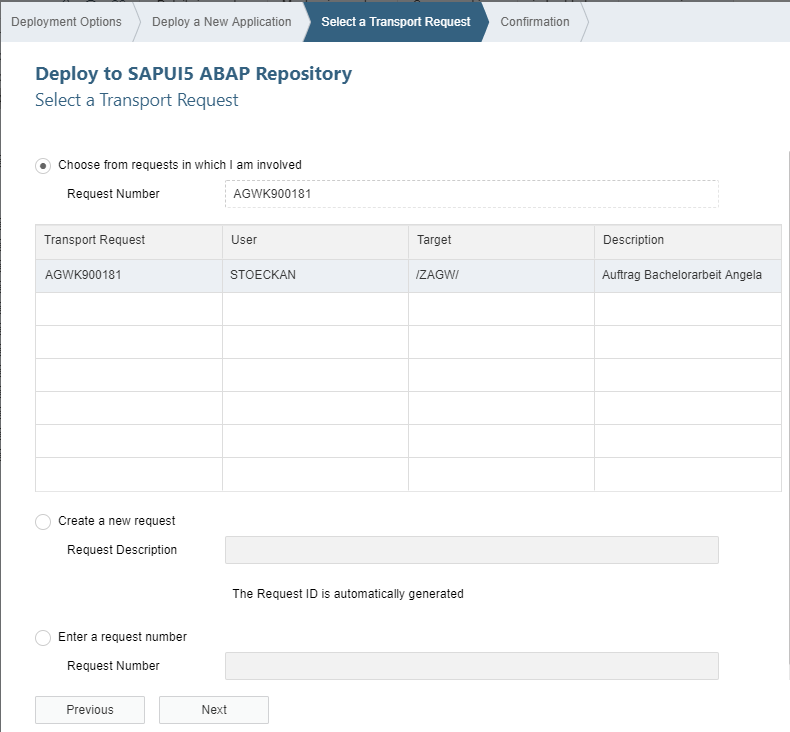 Deployment Options Deploy a New Application Select a Transport Request Confirmation
Deploy to SAPUI5 ABAP Repository
Select a Transport Request
Choose from requests in which I am involved
Request Number AGWK900181
Transport Request User Target Description
AGWK900181 STOECKAN /ZAGW/ Auftrag Bachelorarbeit Angela
Create a new request
Request Description
The Request ID is automatically generated
Enter a request number
Request Number
Previous Next